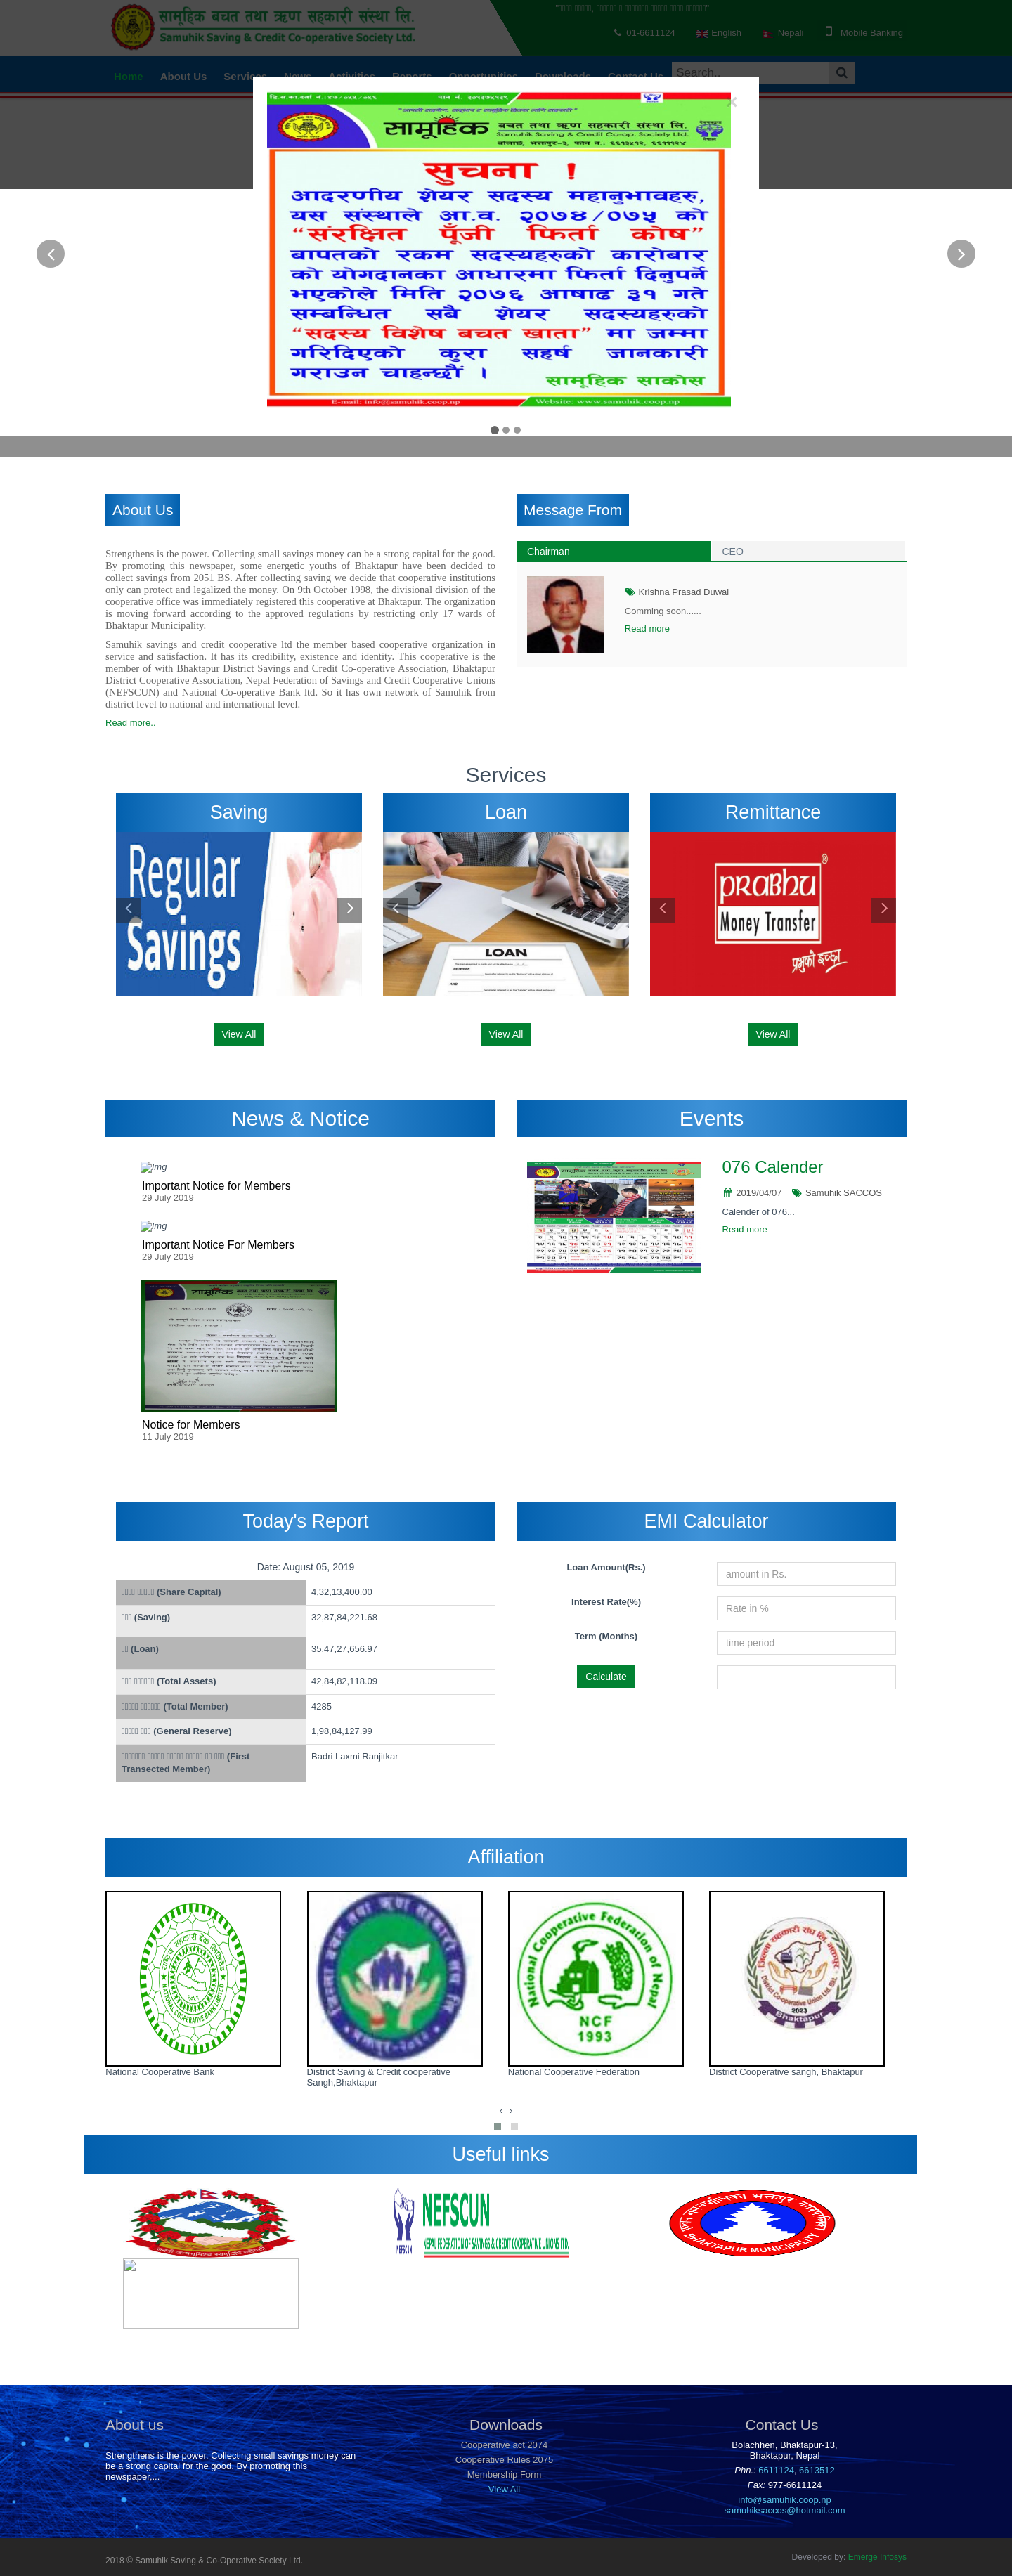 सामूहिक बचत तथा ऋण सहकारी संस्था लि.
Samuhik Saving & Credit Co-operative Society Ltd.
01-6611124 English Nepali Mobile Banking
Home About Us Services News Activities Reports Opportunities Downloads Contact Us Search..
सामूहिक बचत तथा ऋण सहकारी संस्था लि.
Samuhik Saving & Credit Co-op. Society Ltd.
सुचना !
आदरणीय शेयर सदस्य महानुभावहरु,
यस संस्थाले आ.व. २०७४/०७५ को
“संरक्षित पूँजी फिर्ता कोष”
बापतको रकम सदस्यहरुको कारोबार
को योगदानका आधारमा फिर्ता दिनुपर्ने
भएकोले मिति २०७६ आषाढ ३१ गते
सम्बन्धित सबै शेयर सदस्यहरुको
“सदस्य विशेष बचत खाता” मा जम्मा
गरिदिएको कुरा सहर्ष जानकारी
गराउन चाहन्छौं ।
सामूहिक साकोस
E-mail: info@samuhik.coop.np Website: www.samuhik.coop.np
About Us
Strengthens is the power. Collecting small savings money can be a strong capital for the good.
By promoting this newspaper, some energetic youths of Bhaktapur have been decided to
collect savings from 2051 BS. After collecting saving we decide that cooperative institutions
only can protect and legalized the money. On 9th October 1998, the divisional division of the
cooperative office was immediately registered this cooperative at Bhaktapur. The organization
is moving forward according to the approved regulations by restricting only 17 wards of
Bhaktapur Municipality.
Samuhik savings and credit cooperative ltd the member based cooperative organization in
service and satisfaction. It has its credibility, existence and identity. This cooperative is the
member of with Bhaktapur District Savings and Credit Co-operative Association, Bhaktapur
District Cooperative Association, Nepal Federation of Savings and Credit Cooperative Unions
(NEFSCUN) and National Co-operative Bank ltd. So it has own network of Samuhik from
district level to national and international level.
Read more..
Message From
Chairman CEO
Krishna Prasad Duwal
Comming soon......
Read more
Services
Saving Loan Remittance
Regular
Savings
LOAN
PRABHU
Money Transfer
प्रभुको इच्छा
View All View All View All
News & Notice
Img
Important Notice for Members
29 July 2019
Img
Important Notice For Members
29 July 2019
Notice for Members
11 July 2019
Events
076 Calender
2019/04/07 Samuhik SACCOS
Calender of 076...
Read more
Today's Report
Date: August 05, 2019
(Share Capital) 4,32,13,400.00
(Saving) 32,87,84,221.68
(Loan) 35,47,27,656.97
(Total Assets) 42,84,82,118.09
(Total Member) 4285
(General Reserve) 1,98,84,127.99
(First
Transected Member) Badri Laxmi Ranjitkar
EMI Calculator
Loan Amount(Rs.) amount in Rs.
Interest Rate(%) Rate in %
Term (Months) time period
Calculate
Affiliation
NATIONAL COOPERATIVE BANK LIMITED
National Cooperative Federation of Nepal
NCF
1993
District Co-operative Union Ltd. Bkt.
Bhaktapur
National Cooperative Bank
District Saving & Credit cooperative
Sangh,Bhaktapur
National Cooperative Federation
District Cooperative sangh, Bhaktapur
‹ ›
Useful links
NEFSCUN
NEFSCUN
NEPAL FEDERATION OF SAVINGS & CREDIT COOPERATIVE UNIONS LTD.
BHAKTAPUR MUNICIPALITY
About us
Strengthens is the power. Collecting small savings money can
be a strong capital for the good. By promoting this
newspaper,...
Downloads
Cooperative act 2074
Cooperative Rules 2075
Membership Form
View All
Contact Us
Bolachhen, Bhaktapur-13,
Bhaktapur, Nepal
Phn.: 6611124, 6613512
Fax: 977-6611124
info@samuhik.coop.np
samuhiksaccos@hotmail.com
2018 © Samuhik Saving & Co-Operative Society Ltd.
Developed by: Emerge Infosys